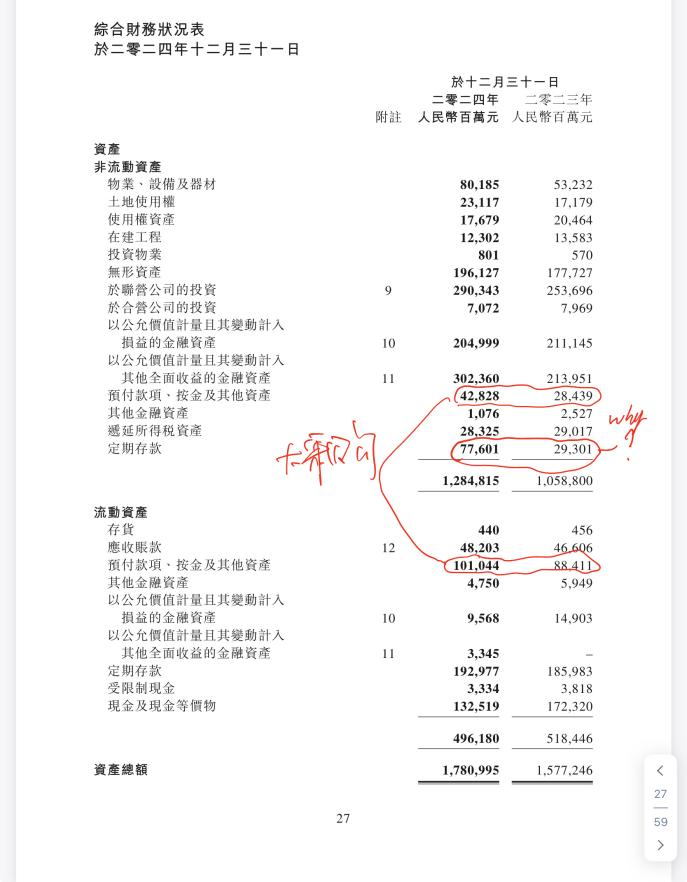 綜合財務狀況表
於二零二四年十二月三十一日
於十二月三十一日
二零二四年 二零二三年
附註 人民幣百萬元 人民幣百萬元
資產
非流動資產
物業、設備及器材 80,185 53,232
土地使用權 23,117 17,179
使用權資產 17,679 20,464
在建工程 12,302 13,583
投資物業 801 570
無形資產 196,127 177,727
於聯營公司的投資 9 290,343 253,696
於合營公司的投資 7,072 7,969
以公允價值計量且其變動計入
損益的金融資產 10 204,999 211,145
以公允價值計量且其變動計入
其他全面收益的金融資產 11 302,360 213,951
預付款項、按金及其他資產 42,828 28,439
其他金融資產 1,076 2,527
why
?
遞延所得稅資產 28,325 29,017
定期存款 77,601 29,301
1,284,815 1,058,800
流動資產
存貨 440 456
應收賬款 12 48,203 46,606
預付款項、按金及其他資產 101,044 88,411
其他金融資產 4,750 5,949
以公允價值計量且其變動計入
損益的金融資產 10 9,568 14,903
以公允價值計量且其變動計入
其他全面收益的金融資產 11 3,345 –
定期存款 192,977 185,983
受限制現金 3,334 3,818
現金及現金等價物 132,519 172,320
496,180 518,446
資產總額 1,780,995 1,577,246
27
27
59